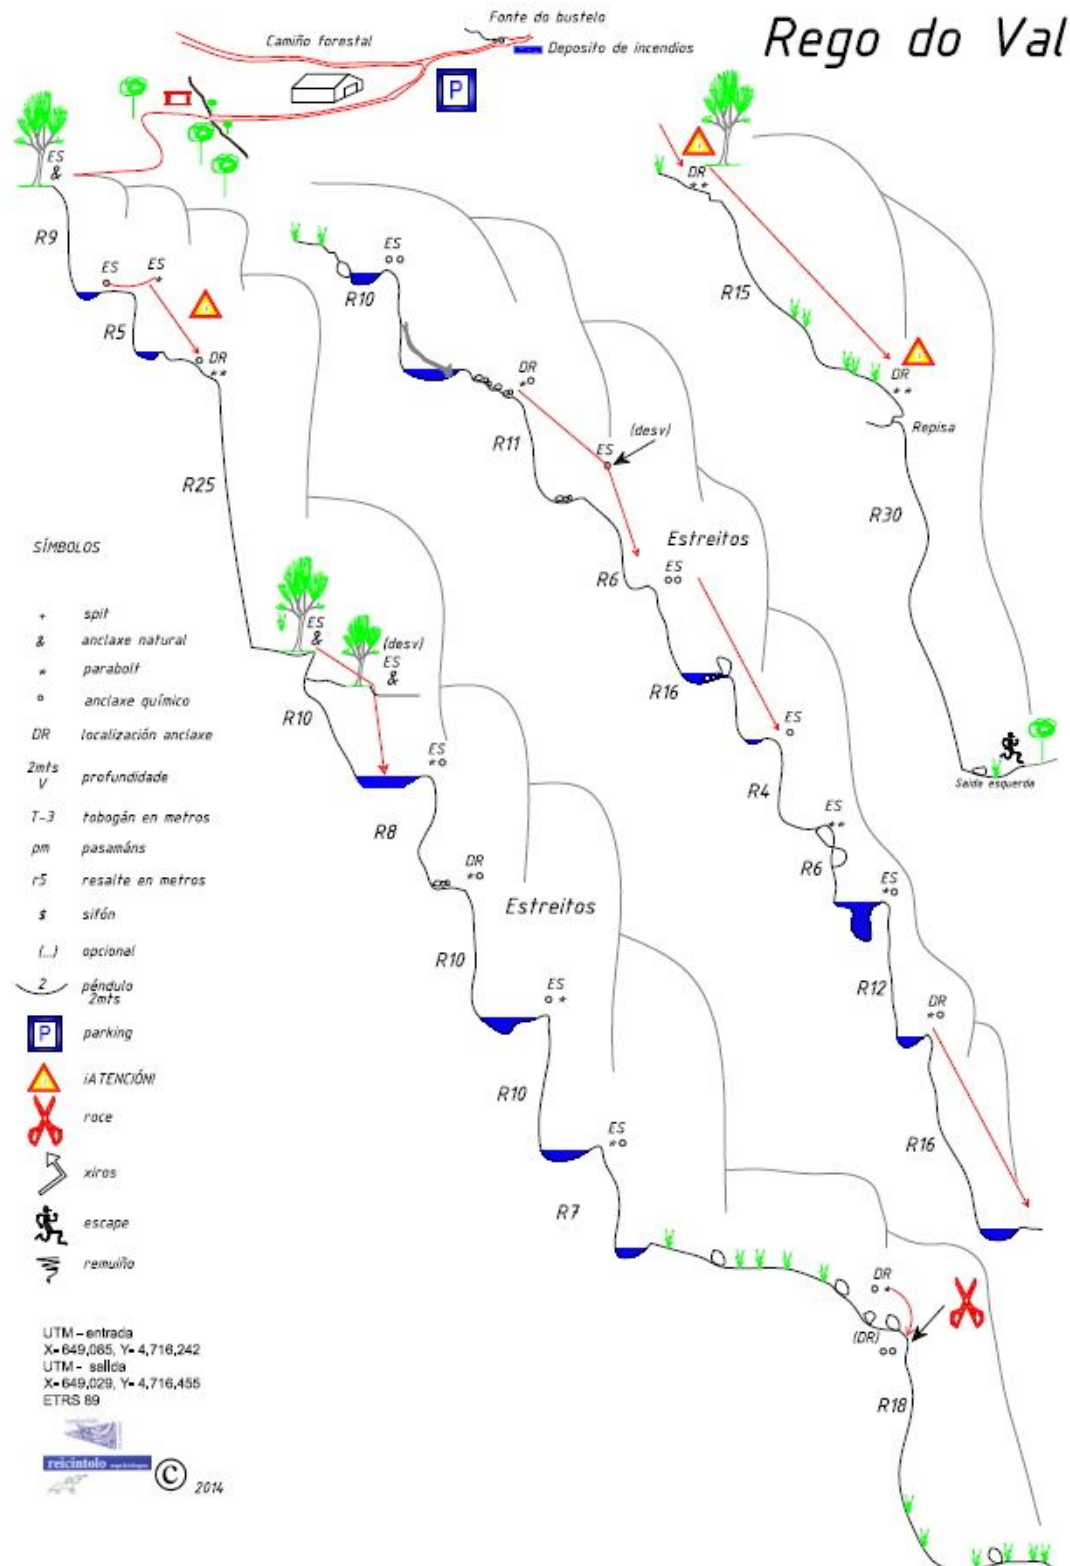 Rego do Val
Fonte do bustelo
Camiño forestal
Deposito de incendios
P
ES
&
R9
ES
ES
*
R5
DR
**
R25
ES
&
(desv)
ES
&
R10
ES
*
R8
DR
*
Estreitos
R10
ES
*
R10
ES
*
R7
DR
*
(DR)
R18
ES
R10
DR
*
R11
(desv)
ES
Estreitos
ES
R6
R16
ES
R4
ES
**
R6
ES
*
R12
DR
*
R16
DR
**
R15
DR
**
Repisa
R30
Saida esquerda
SÍMBOLOS
+ spit
& anclaxe natural
* parabolt
o anclaxe químico
DR localización anclaxe
2mts
V profundidade
T-3 tobogán en metros
pm pasamáns
r5 resalte en metros
$ sifón
(...) opcional
2 péndulo
2mts
P parking
¡ATENCIÓN!
roce
xiros
escape
remuiño
UTM - entrada
X- 649,085, Y- 4,716,242
UTM - salida
X- 649,029, Y- 4,716,455
ETRS 89
reicintolo
© 2014